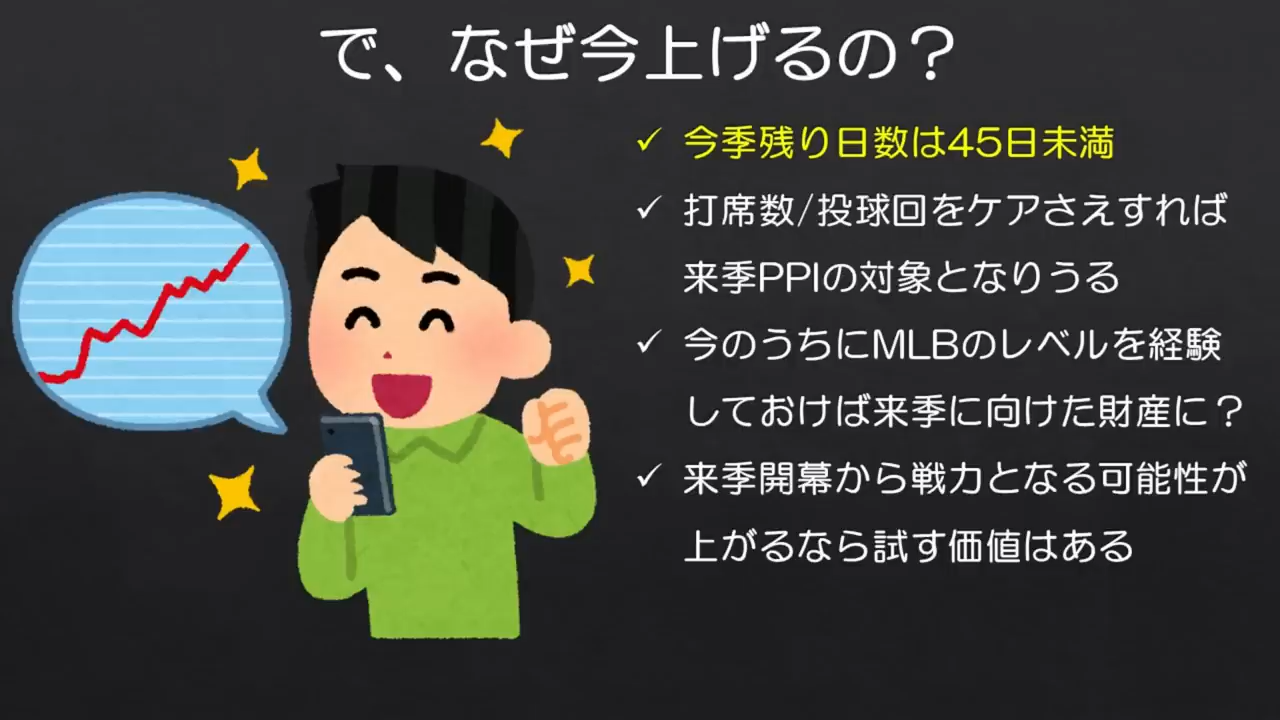 で、なぜ今上げるの？
✓ 今季残り日数は45日未満
✓ 打席数/投球回をケアさえすれば
来季PPIの対象となりうる
✓ 今のうちにMLBのレベルを経験
しておけば来季に向けた財産に？
✓ 来季開幕から戦力となる可能性が
上がるなら試す価値はある